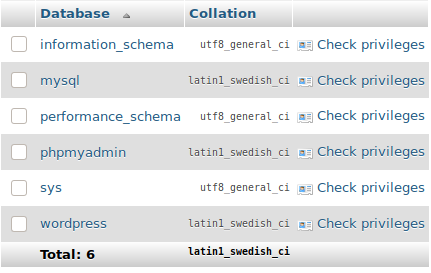 Database Collation
information_schema utf8_general_ci Check privileges
mysql latin1_swedish_ci Check privileges
performance_schema utf8_general_ci Check privileges
phpmyadmin latin1_swedish_ci Check privileges
sys utf8_general_ci Check privileges
wordpress latin1_swedish_ci Check privileges
Total: 6 latin1_swedish_ci